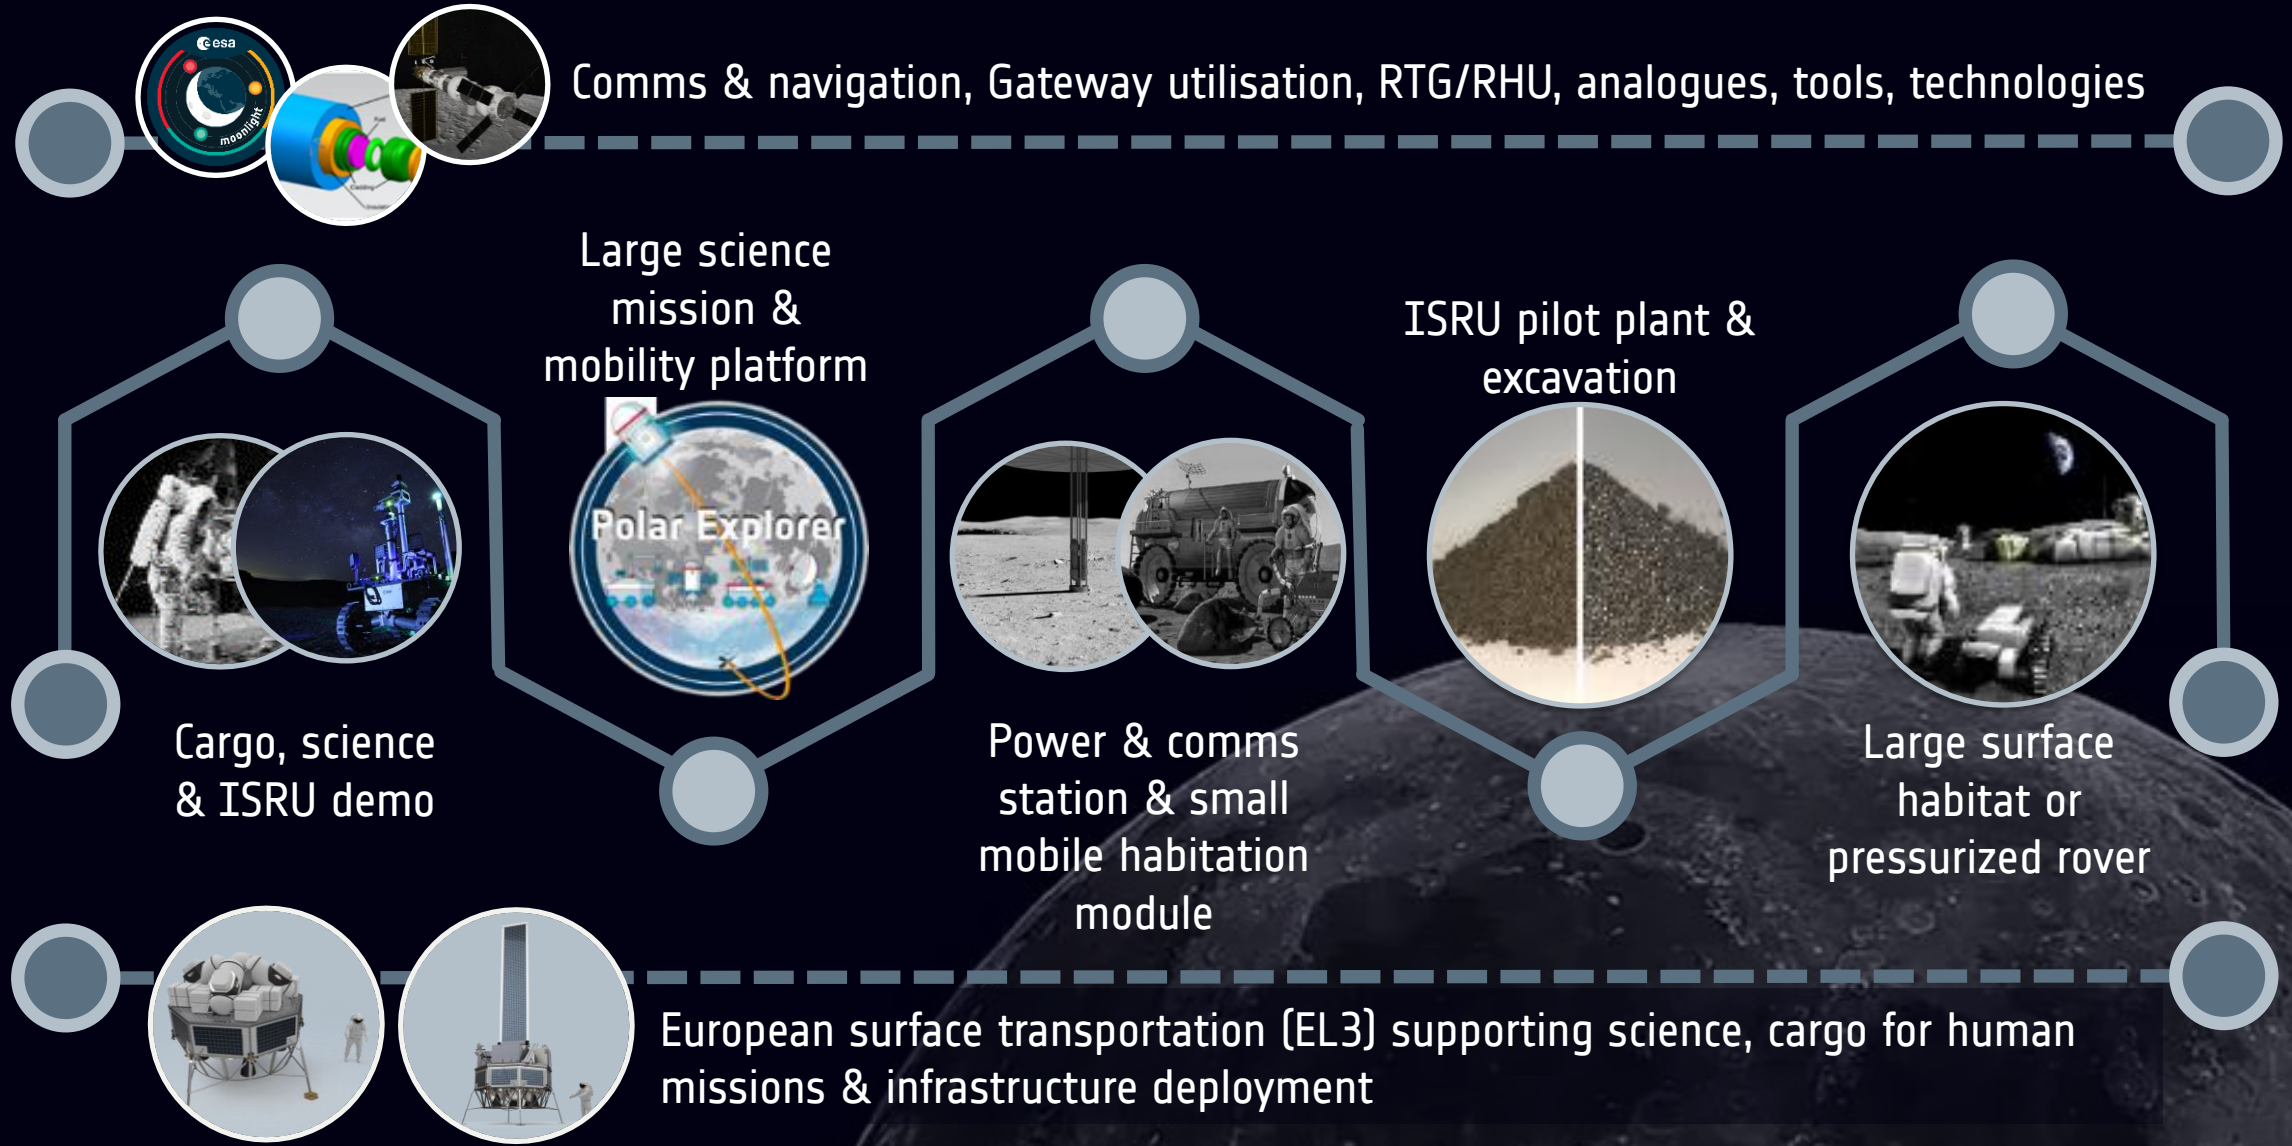 esa
moonlight
Fuel
Cladding
Comms & navigation, Gateway utilisation, RTG/RHU, analogues, tools, technologies
Large science
mission &
mobility platform
Polar Explorer
ISRU pilot plant &
excavation
Cargo, science
& ISRU demo
Power & comms
station & small
mobile habitation
module
Large surface
habitat or
pressurized rover
European surface transportation (EL3) supporting science, cargo for human
missions & infrastructure deployment